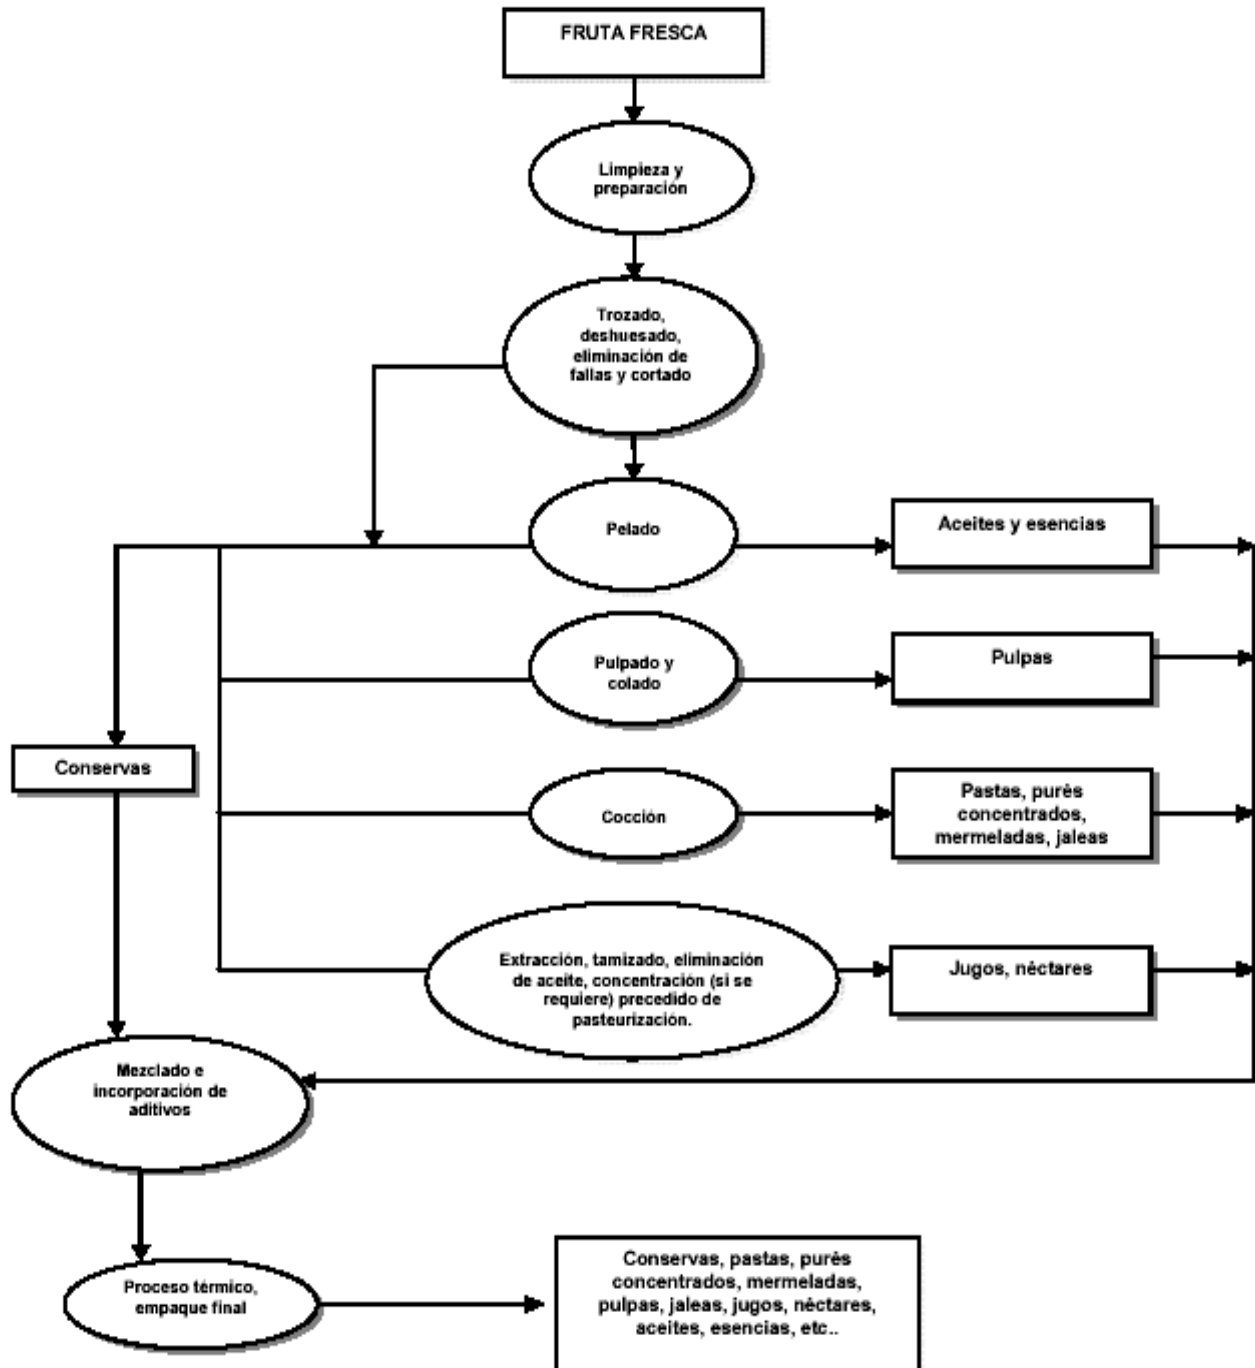 FRUTA FRESCA
Limpieza y
preparación
Trozado,
deshuesado,
eliminación de
fallas y cortado
Pelado
Aceites y esencias
Pulpado y
colado
Pulpas
Conservas
Cocción
Pastas, purés
concentrados,
mermeladas, jaleas
Extracción, tamizado, eliminación
de aceite, concentración (si se
requiere) precedido de
pasteurización.
Jugos, néctares
Mezclado e
incorporación de
aditivos
Proceso térmico,
empaque final
Conservas, pastas, purés
concentrados, mermeladas,
pulpas, jaleas, jugos, néctares,
aceites, esencias, etc..